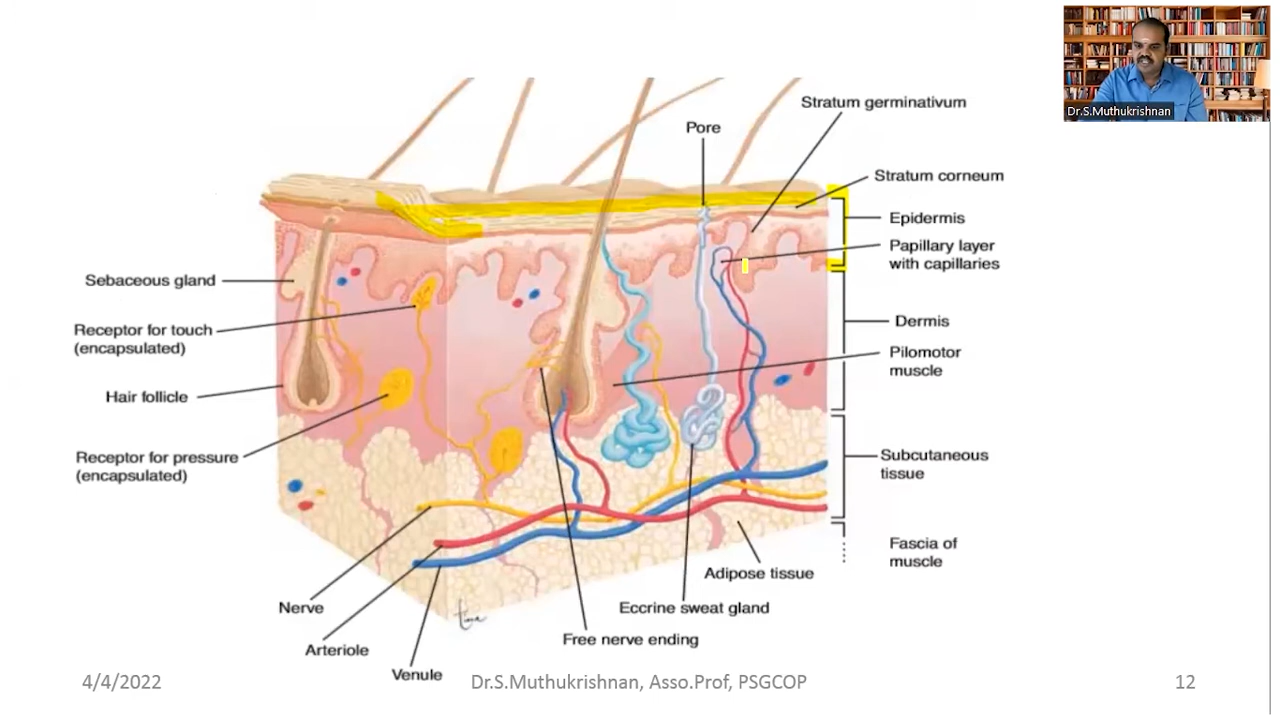 Dr.S.Muthukrishnan
Stratum germinativum
Pore
Stratum corneum
Epidermis
Papillary layer
with capillaries
Sebaceous gland
Receptor for touch
(encapsulated)
Dermis
Pilomotor
muscle
Hair follicle
Receptor for pressure
(encapsulated)
Subcutaneous
tissue
Fascia of
muscle
Adipose tissue
Nerve
Eccrine sweat gland
Free nerve ending
Arteriole
Venule
4/4/2022
Dr.S.Muthukrishnan, Asso.Prof, PSGCOP
12